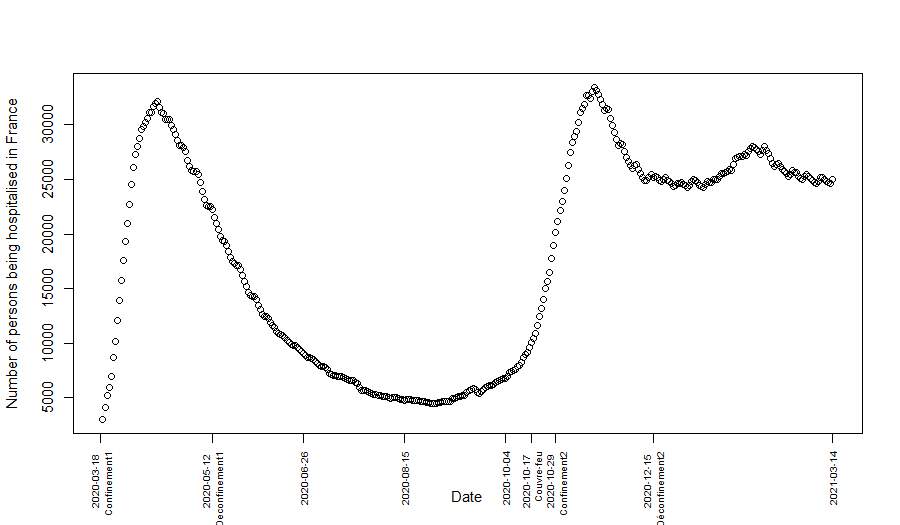 Number of persons being hospitalised in France
30000
25000
20000
15000
10000
5000
2020-03-18
Confinement1
2020-05-12
Déconfinement1
2020-06-26
2020-08-15
2020-10-04
2020-10-17
Couvre-feu
2020-10-29
Confinement2
2020-12-15
Déconfinement2
2021-03-14
Date